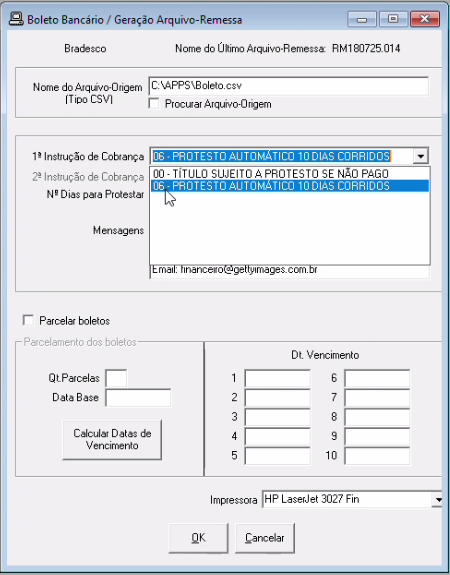 Boleto Bancário / Geração Arquivo-Remessa
Bradesco
Nome do Último Arquivo-Remessa: RM180725.014
Nome do Arquivo-Origem
(Tipo CSV)
C:\APPS\Boleto.csv
Procurar Arquivo-Origem
1ª Instrução de Cobrança
06 - PROTESTO AUTOMÁTICO 10 DIAS CORRIDOS
00 - TÍTULO SUJEITO A PROTESTO SE NÃO PAGO
06 - PROTESTO AUTOMÁTICO 10 DIAS CORRIDOS
2ª Instrução de Cobrança
Nº Dias para Protestar
Mensagens
Email: financeiro@gettyimages.com.br
Parcelar boletos
Parcelamento dos boletos
Qt.Parcelas
Data Base
Calcular Datas de
Vencimento
Dt. Vencimento
1 6
2 7
3 8
4 9
5 10
Impressora HP LaserJet 3027 Fin
OK Cancelar